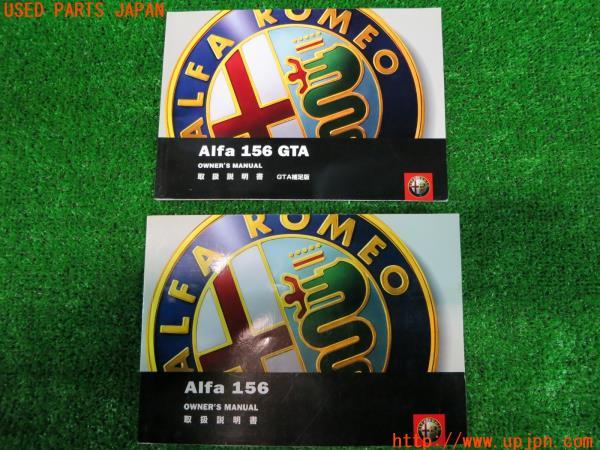 USED PARTS JAPAN
ALFA ROMEO
Alfa 156 GTA
OWNER'S MANUAL
取扱説明書 GTA補足版
ALFA ROMEO
Alfa 156
OWNER'S MANUAL
取扱説明書
http://www.upjpn.com